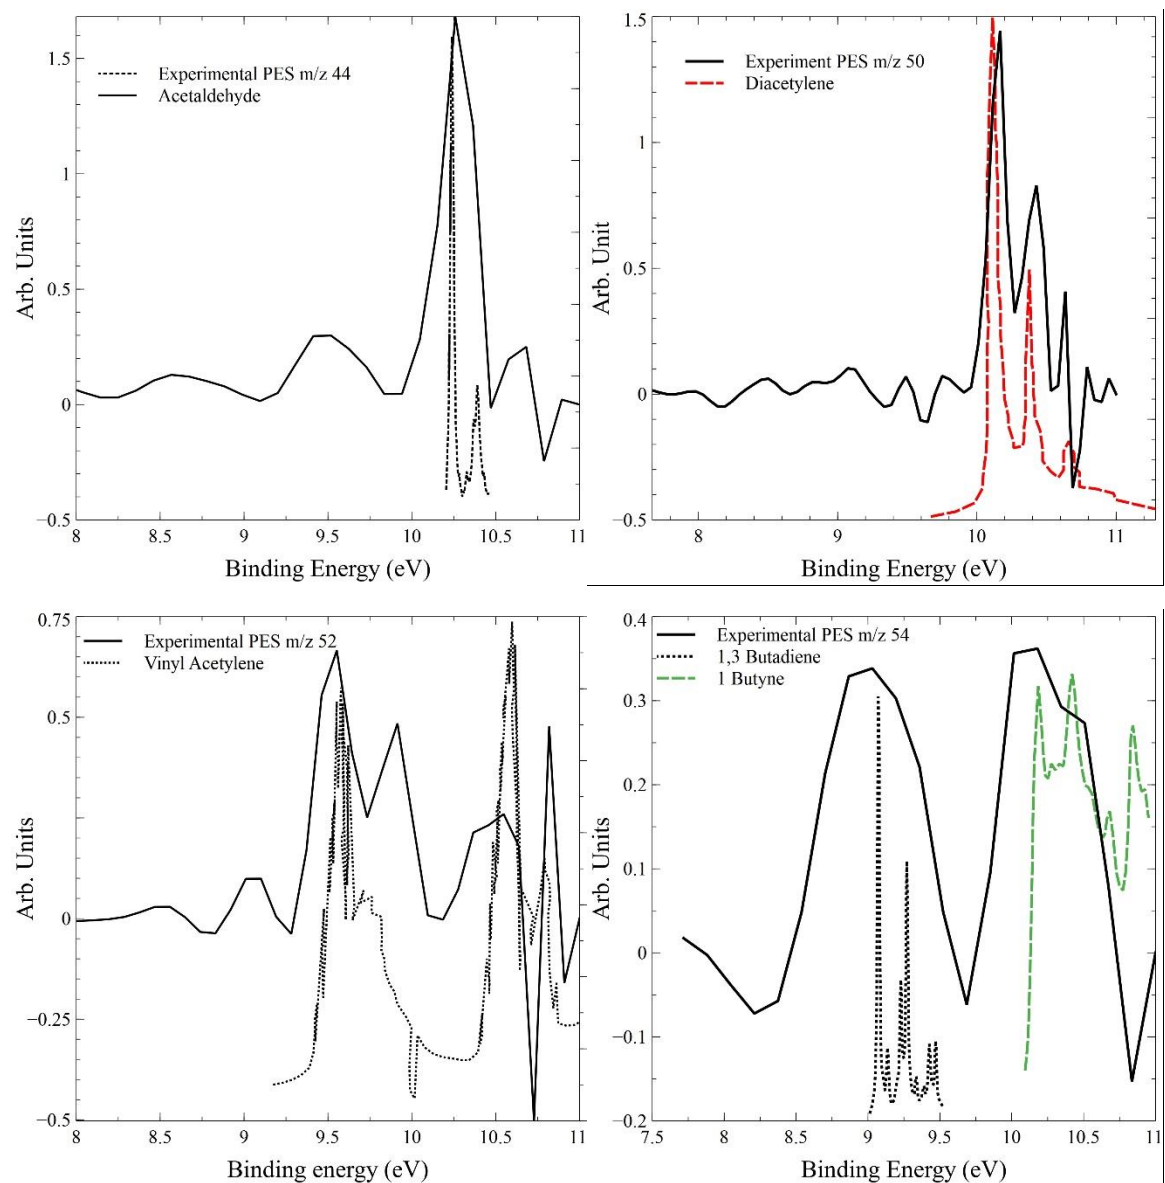 1.5
1
0.5
0
−0.5
Arb. Units
Experimental PES m/z 44
Acetaldehyde
8
8.5
9
9.5
10
10.5
11
Binding Energy (eV)
1.5
1
0.5
0
−0.5
Arb. Unit
Experiment PES m/z 50
Diacetylene
8
9
10
11
Binding Energy (eV)
0.75
0.5
0
−0.25
−0.5
Arb. Units
Experimental PES m/z 52
Vinyl Acetylene
8
8.5
9
9.5
10
10.5
11
Binding energy (eV)
0.4
0.3
0.2
0.1
0
−0.1
−0.2
Arb. Units
Experimental PES m/z 54
1,3 Butadiene
1 Butyne
7.5
8
8.5
9
9.5
10
10.5
11
Binding Energy (eV)